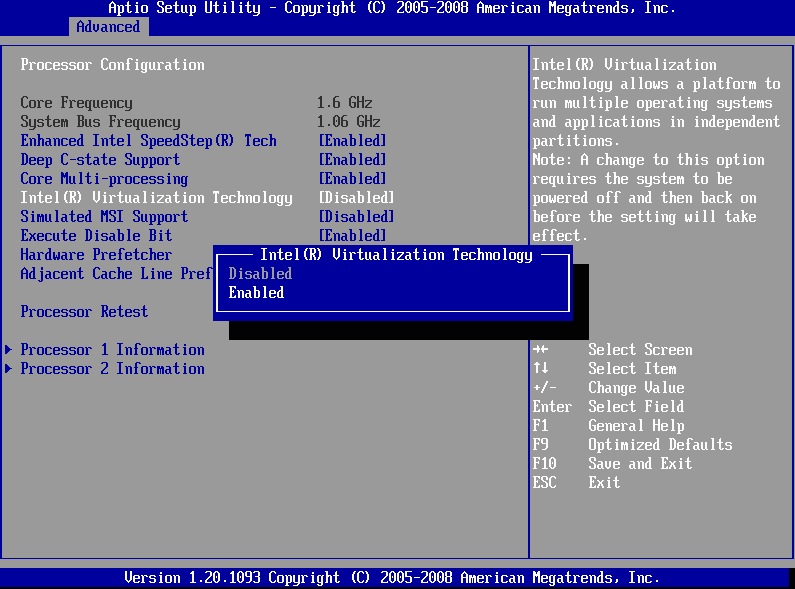 Aptio Setup Utility - Copyright (C) 2005-2008 American Megatrends, Inc.
Advanced
Processor Configuration
Core Frequency 1.6 GHz
System Bus Frequency 1.06 GHz
Enhanced Intel SpeedStep(R) Tech [Enabled]
Deep C-state Support [Enabled]
Core Multi-processing [Enabled]
Intel(R) Virtualization Technology [Disabled]
Simulated MSI Support [Disabled]
Execute Disable Bit [Enabled]
Hardware Prefetcher
Adjacent Cache Line Pref
Processor Retest
Processor 1 Information
Processor 2 Information
Intel(R) Virtualization Technology
Disabled
Enabled
Intel(R) Virtualization
Technology allows a platform to
run multiple operating systems
and applications in independent
partitions.
Note: A change to this option
requires the system to be
powered off and then back on
before the setting will take
effect.
→← Select Screen
↑↓ Select Item
+/- Change Value
Enter Select Field
F1 General Help
F9 Optimized Defaults
F10 Save and Exit
ESC Exit
Version 1.20.1093 Copyright (C) 2005-2008 American Megatrends, Inc.